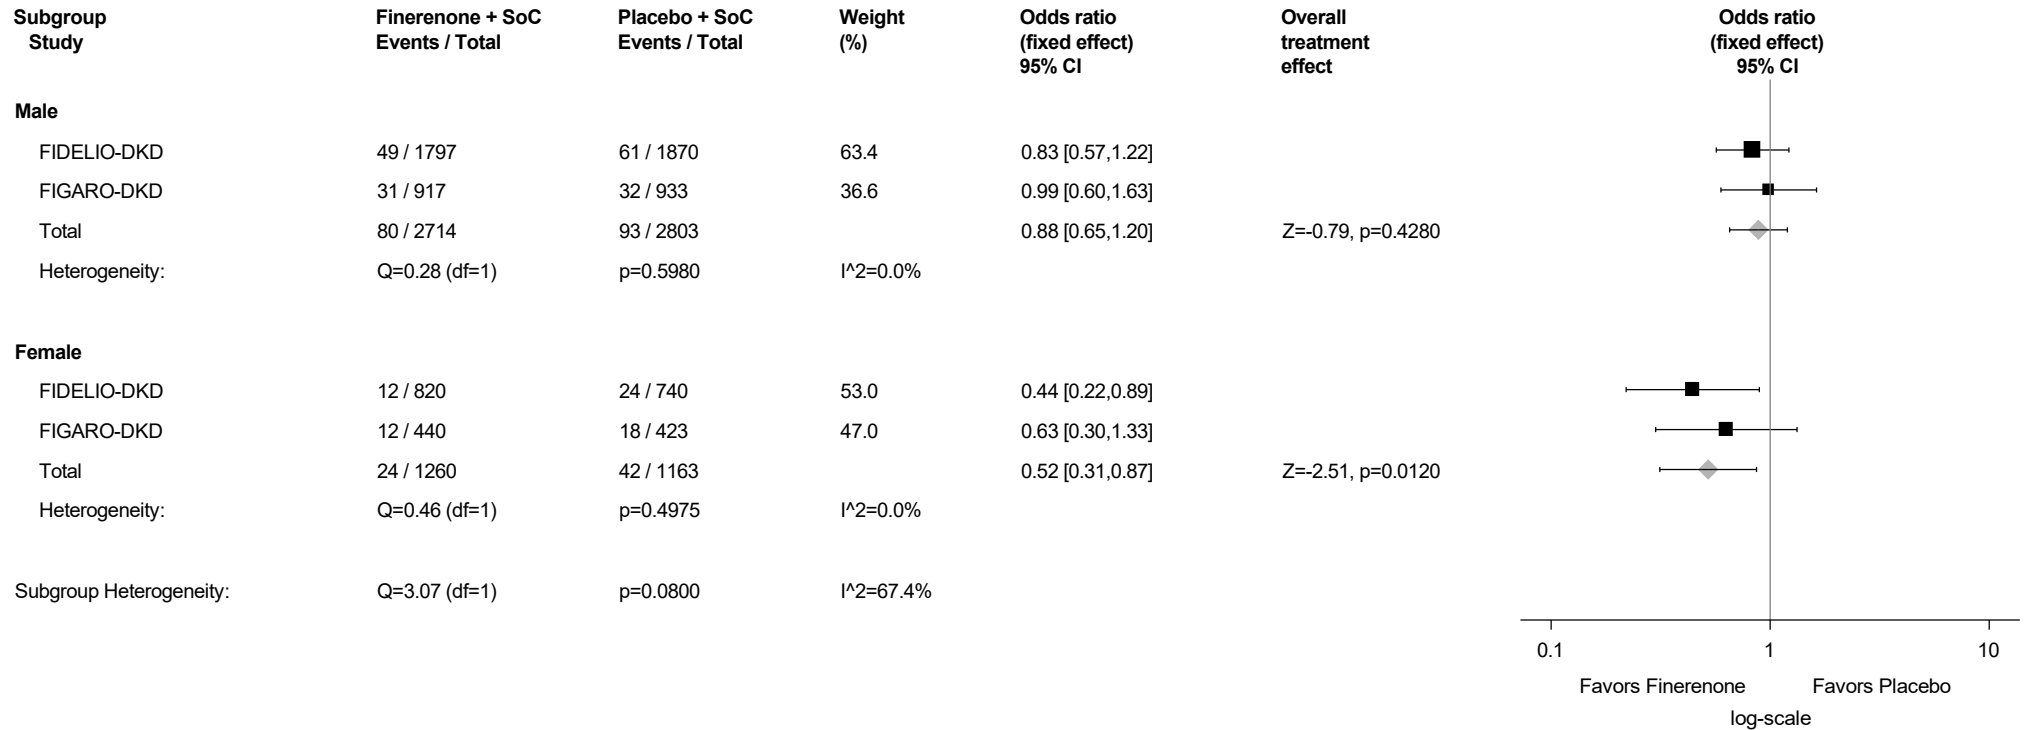 Subgroup Finerenone + SoC Placebo + SoC Weight Odds ratio Overall Odds ratio
Study Events / Total Events / Total (%) (fixed effect) treatment (fixed effect)
95% CI effect 95% CI
Male
FIDELIO-DKD 49 / 1797 61 / 1870 63.4 0.83 [0.57,1.22]
FIGARO-DKD 31 / 917 32 / 933 36.6 0.99 [0.60,1.63]
Total 80 / 2714 93 / 2803 0.88 [0.65,1.20] Z=-0.79, p=0.4280
Heterogeneity: Q=0.28 (df=1) p=0.5980 I^2=0.0%
Female
FIDELIO-DKD 12 / 820 24 / 740 53.0 0.44 [0.22,0.89]
FIGARO-DKD 12 / 440 18 / 423 47.0 0.63 [0.30,1.33]
Total 24 / 1260 42 / 1163 0.52 [0.31,0.87] Z=-2.51, p=0.0120
Heterogeneity: Q=0.46 (df=1) p=0.4975 I^2=0.0%
Subgroup Heterogeneity: Q=3.07 (df=1) p=0.0800 I^2=67.4%
0.1 1 10
Favors Finerenone Favors Placebo
log-scale